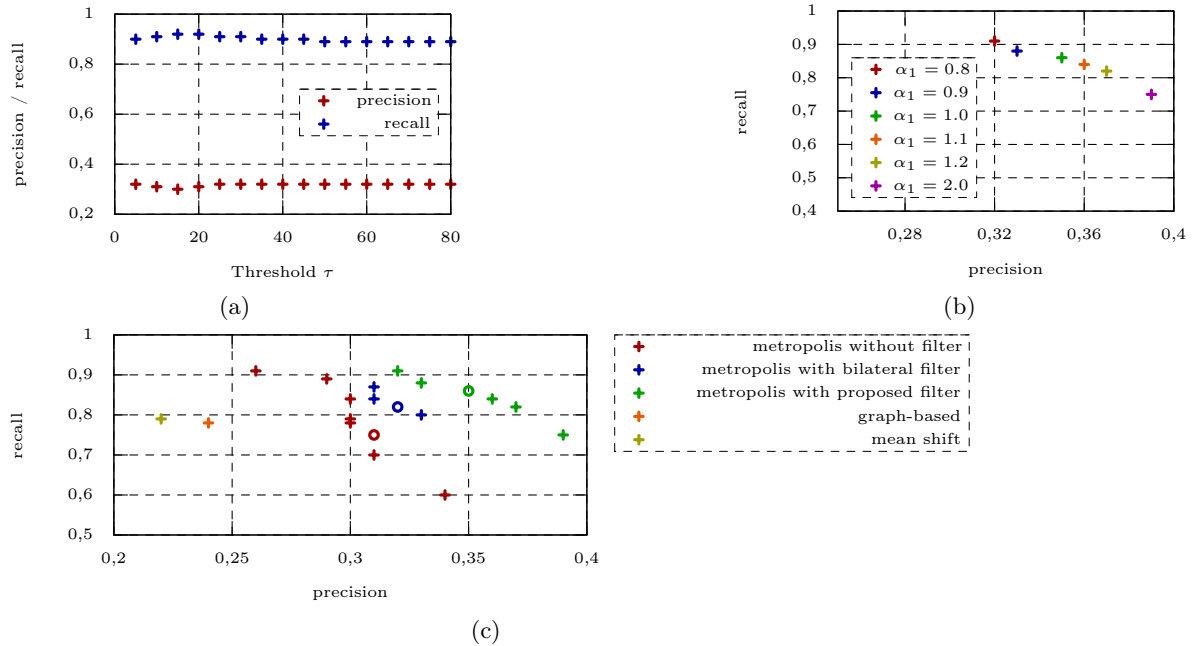 1
0,8
0,6
0,4
0,2
0 20 40 60 80
precision / recall
Threshold τ
precision
recall
(a)
1
0,9
0,8
0,7
0,6
0,5
0,4
0,28 0,32 0,36 0,4
recall
precision
α1 = 0.8
α1 = 0.9
α1 = 1.0
α1 = 1.1
α1 = 1.2
α1 = 2.0
(b)
1
0,9
0,8
0,7
0,6
0,5
0,2 0,25 0,3 0,35 0,4
recall
precision
metropolis without filter
metropolis with bilateral filter
metropolis with proposed filter
graph-based
mean shift
(c)